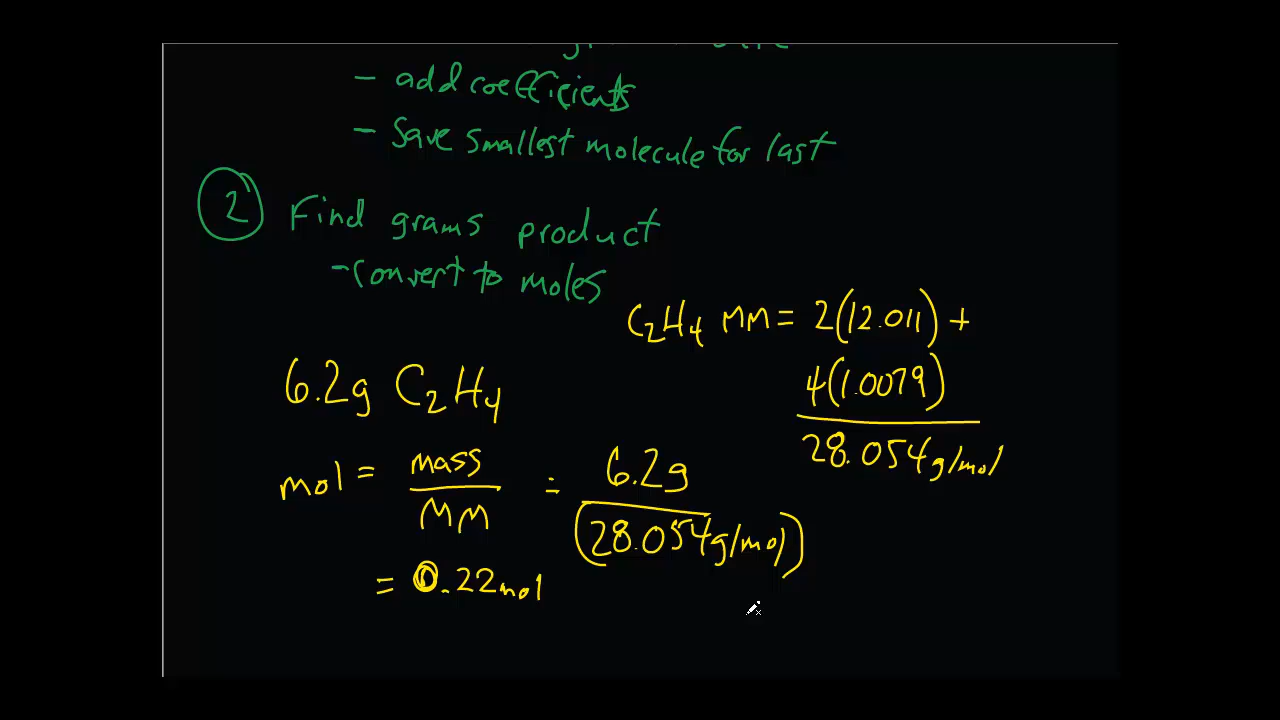 - add coefficients
- Save smallest molecule for last
2 Find grams product
- Convert to moles
C₂H₄ MM = 2(12.011) +
4(1.0079)
28.054g/mol
6.2g C₂H₄
mol = mass / MM = 6.2g / (28.054g/mol)
= 0.22mol